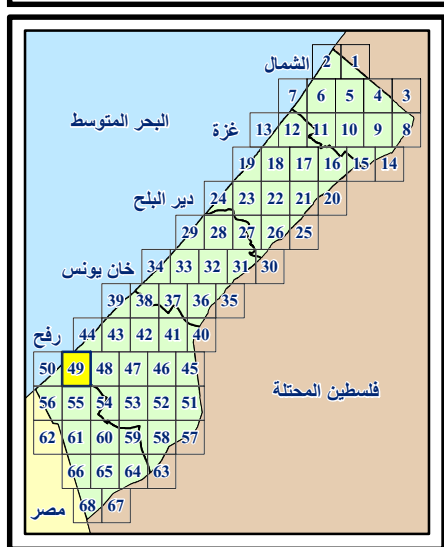 الشمال
2 1
7 6 5 4 3
البحر المتوسط
غزة
13 12 11 10 9 8
19 18 17 16 15 14
دير البلح
24 23 22 21 20
29 28 27 26 25
خان يونس
34 33 32 31 30
39 38 37 36 35
رفح
44 43 42 41 40
50 49 48 47 46 45
فلسطين المحتلة
56 55 54 53 52 51
62 61 60 59 58 57
66 65 64 63
مصر
68 67